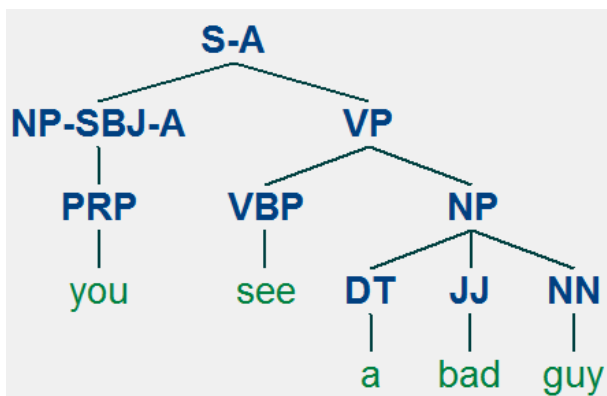 S-A
NP-SBJ-A VP
PRP VBP NP
you see DT JJ NN
a bad guy